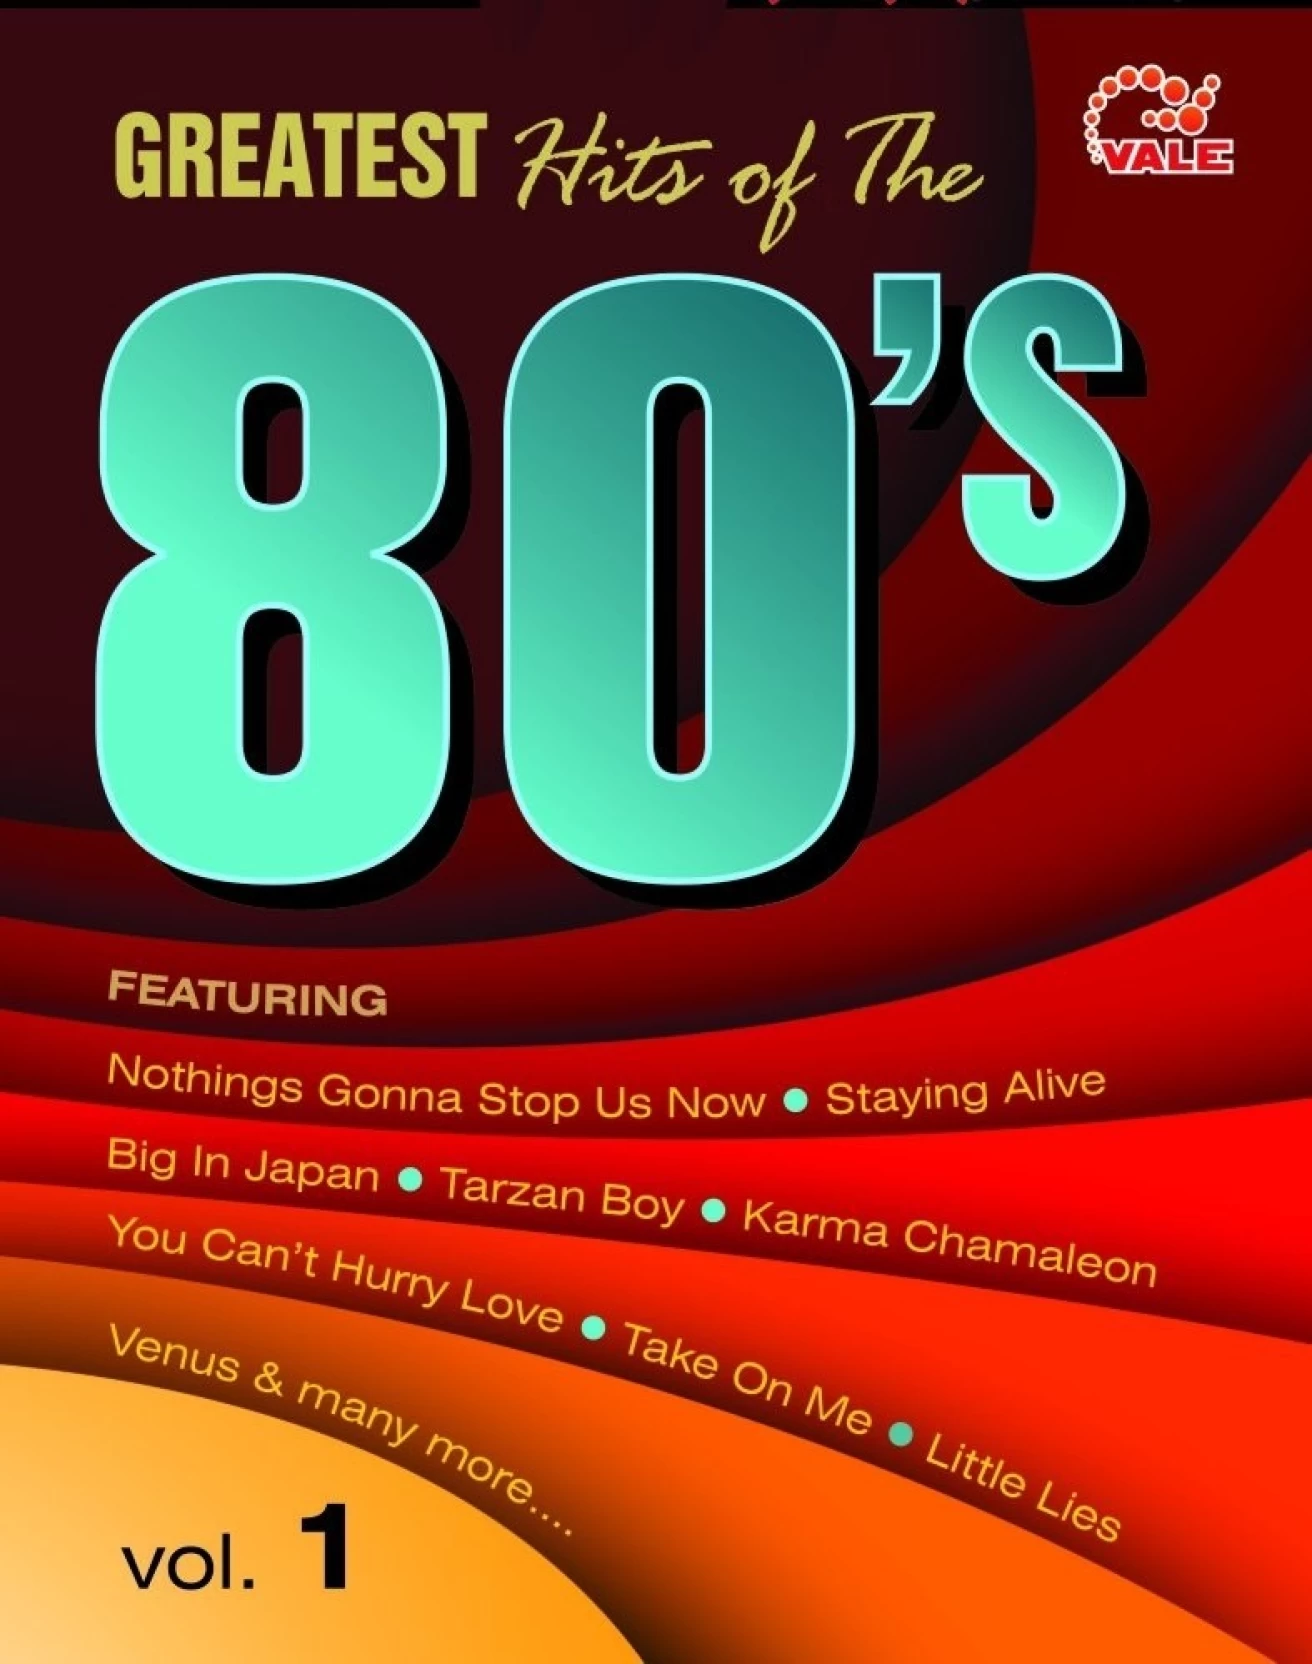 GREATEST Hits of The
VALE
80's
FEATURING
Nothings Gonna Stop Us Now • Staying Alive
Big In Japan • Tarzan Boy • Karma Chamaleon
You Can't Hurry Love • Take On Me • Little Lies
Venus & many more....
vol. 1